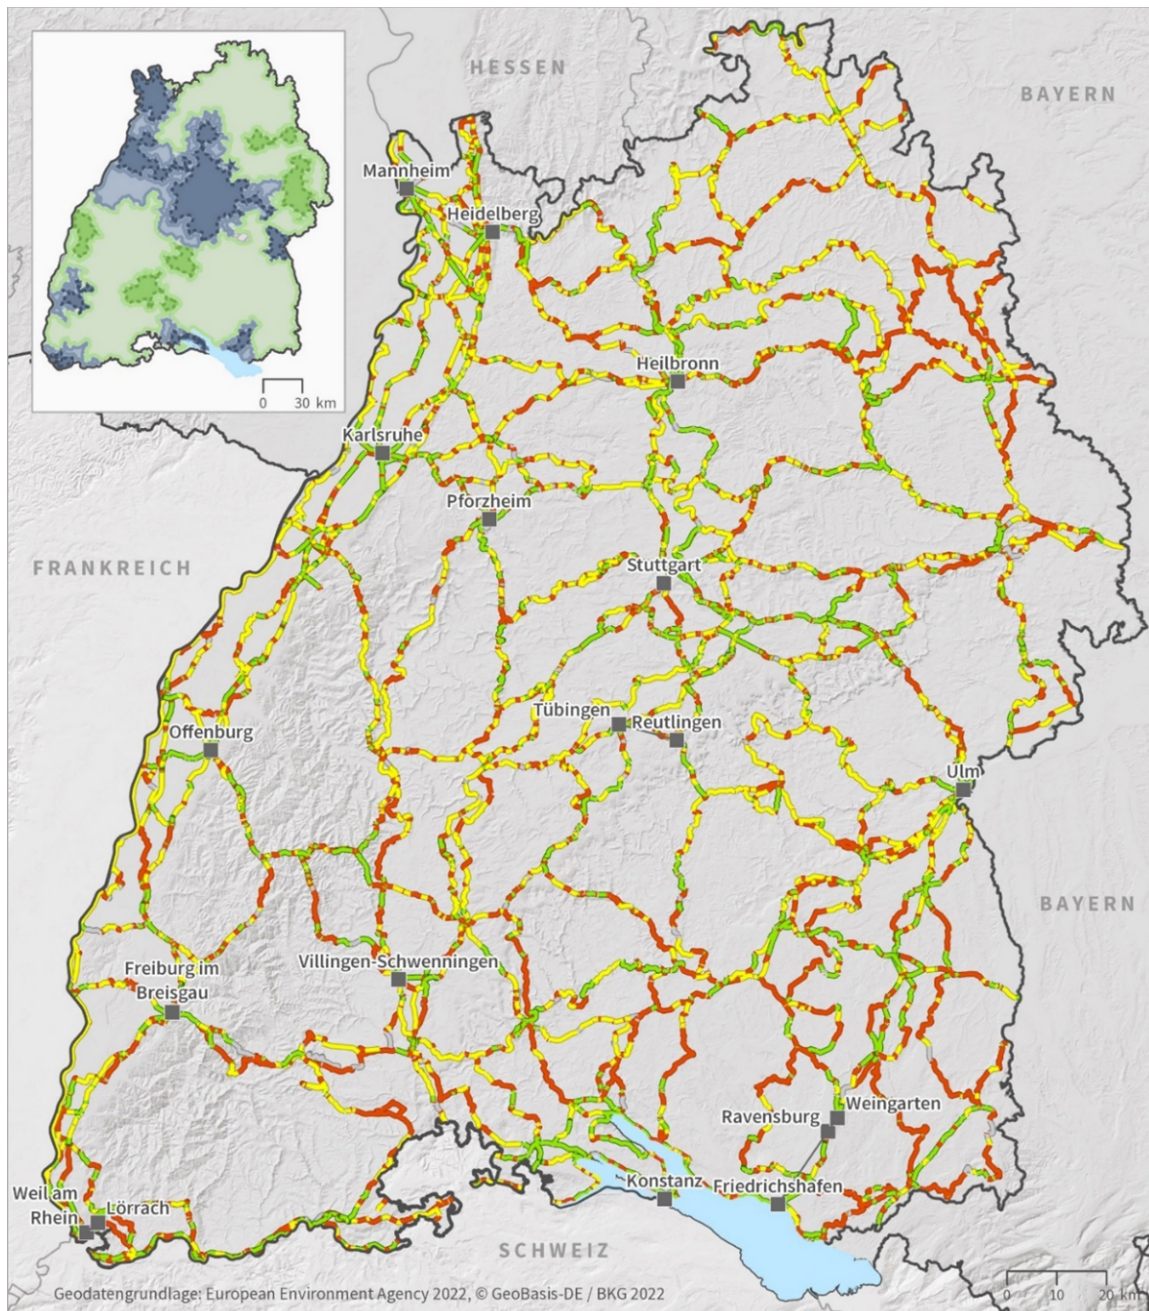 HESSEN
BAYERN
Mannheim
Heidelberg
0 30 km
Heilbronn
Karlsruhe
Pforzheim
FRANKREICH
Stuttgart
Tübingen
Reutlingen
Offenburg
Ulm
BAYERN
Villingen-Schwenningen
Freiburg im
Breisgau
Weingarten
Ravensburg
Konstanz
Friedrichshafen
Weil am
Rhein
Lörrach
SCHWEIZ
Geodatengrundlage: European Environment Agency 2022, © GeoBasis-DE / BKG 2022
0 10 20 km